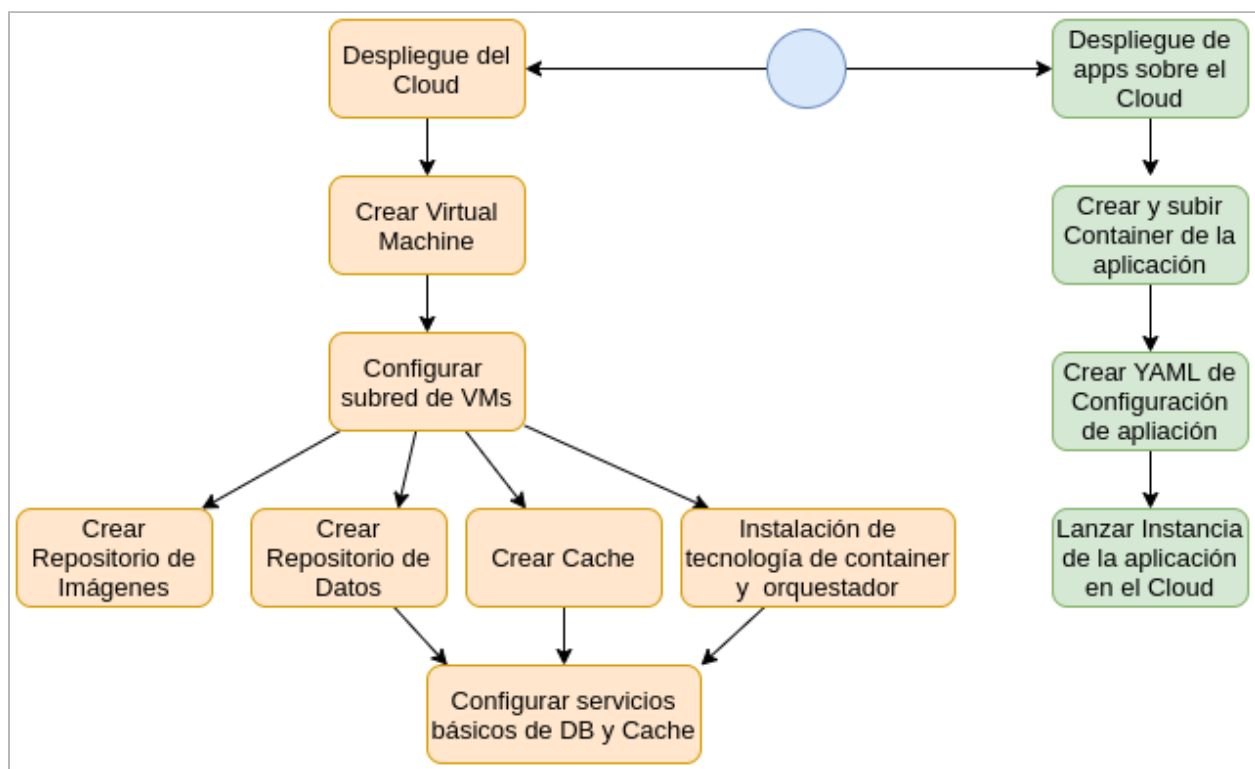 Despliegue del
Cloud
Despliegue de
apps sobre el
Cloud
Crear Virtual
Machine
Crear y subir
Container de la
aplicación
Configurar
subred de VMs
Crear YAML de
Configuración
de apliación
Crear
Repositorio de
Imágenes
Crear
Repositorio de
Datos
Crear Cache
Instalación de
tecnología de container
y orquestador
Lanzar Instancia
de la aplicación
en el Cloud
Configurar servicios
básicos de DB y Cache